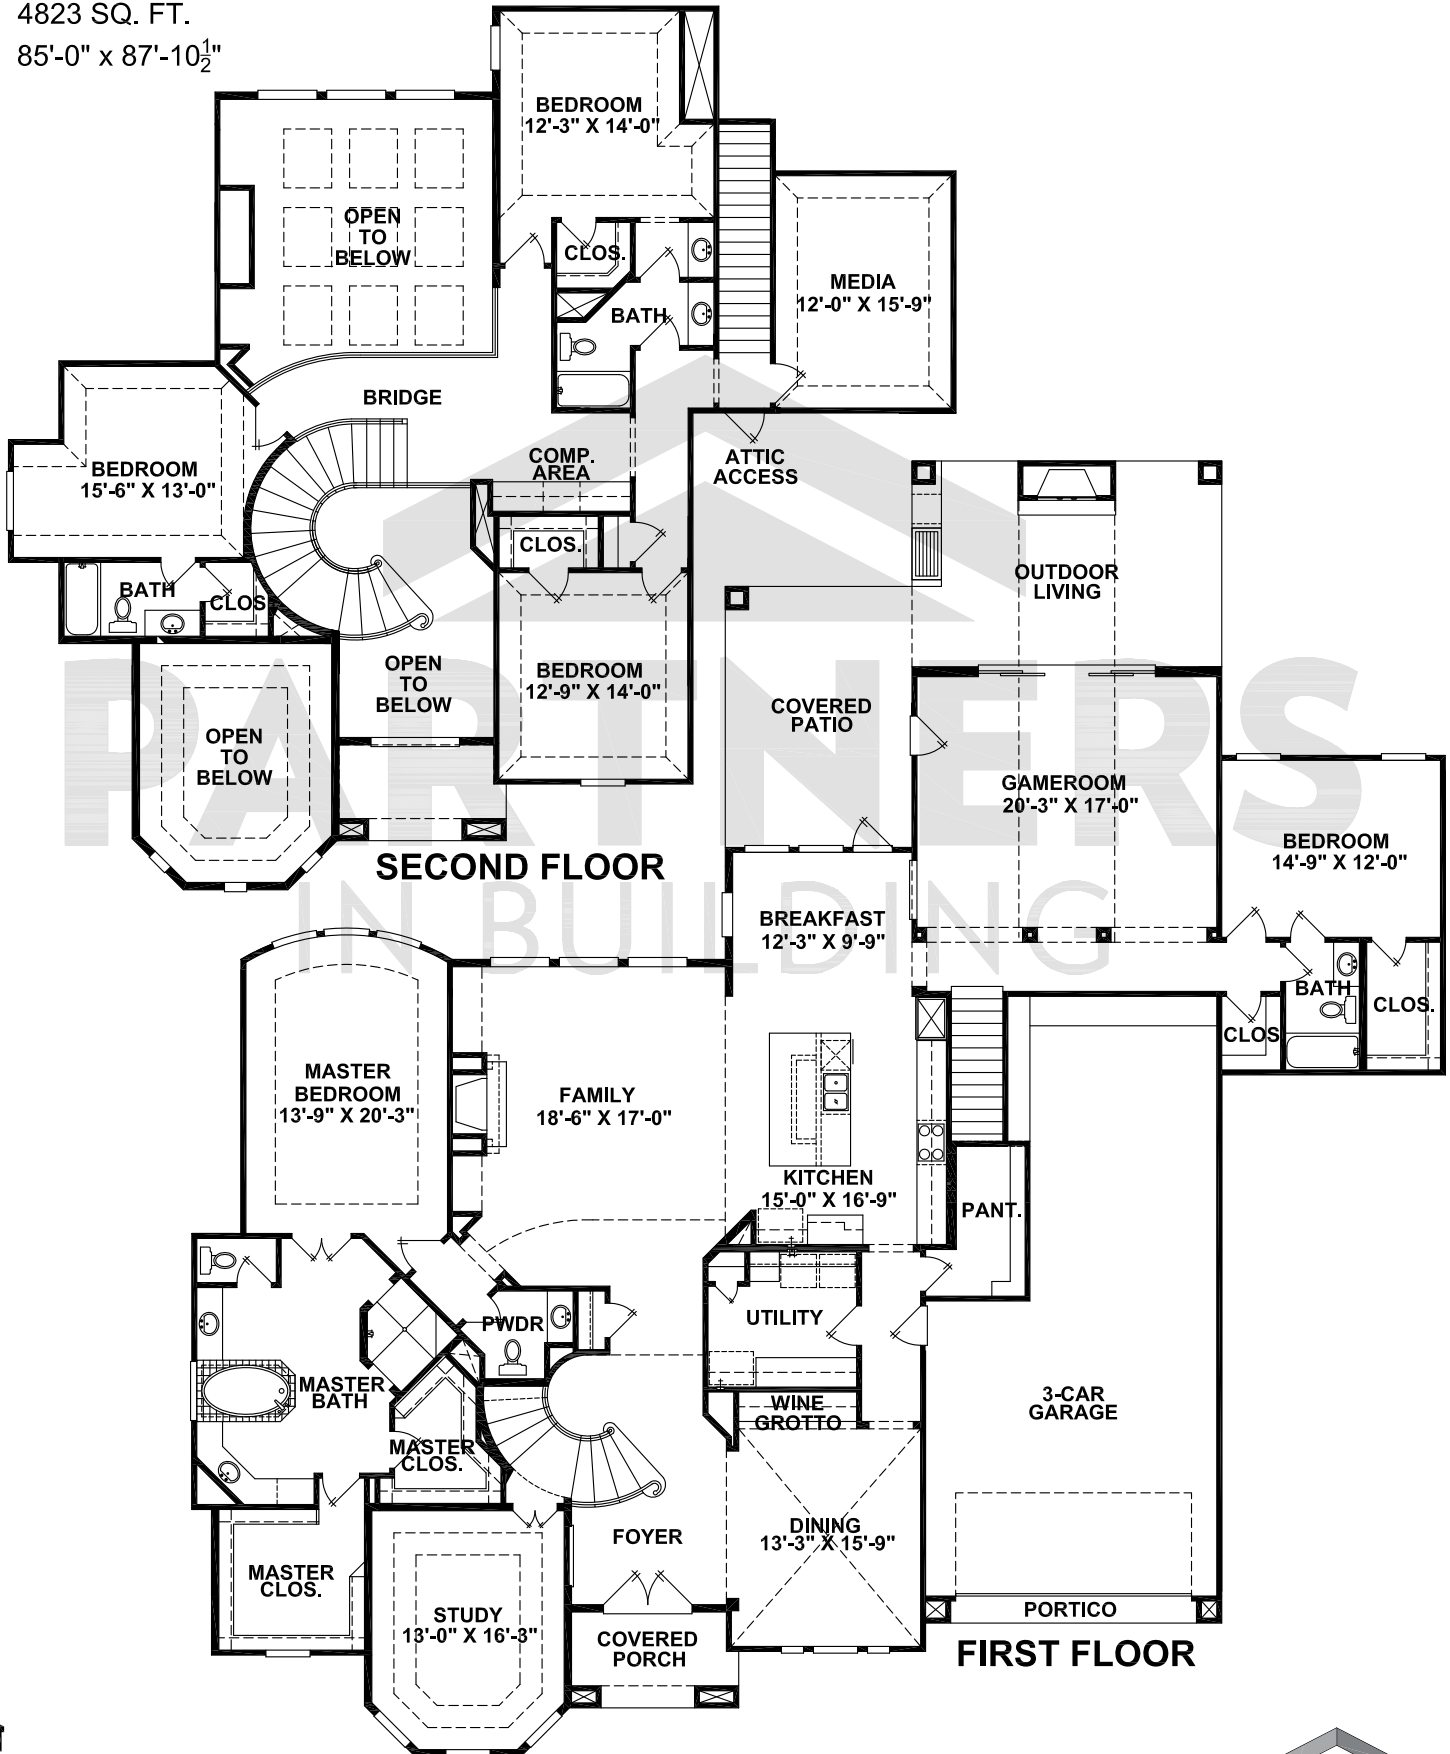 4823 SQ. FT.
85'-0" x 87'-10½"
BEDROOM
12'-3" X 14'-0"
OPEN
TO
BELOW
CLOS.
MEDIA
12'-0" X 15'-9"
BATH
BRIDGE
BEDROOM
15'-6" X 13'-0"
COMP.
AREA
ATTIC
ACCESS
CLOS.
BATH
CLOS
OUTDOOR
LIVING
OPEN
TO
BELOW
BEDROOM
12'-9" X 14'-0"
COVERED
PATIO
OPEN
TO
BELOW
PARTNERS
IN BUILDING
GAMEROOM
20'-3" X 17'-0"
BEDROOM
14'-9" X 12'-0"
SECOND FLOOR
BREAKFAST
12'-3" X 9'-9"
BATH
CLOS.
CLOS
MASTER
BEDROOM
13'-9" X 20'-3"
FAMILY
18'-6" X 17'-0"
KITCHEN
15'-0" X 16'-9"
PANT.
UTILITY
PWDR
MASTER
BATH
WINE
GROTTO
3-CAR
GARAGE
MASTER
CLOS.
FOYER
DINING
13'-3" X 15'-9"
MASTER
CLOS.
STUDY
13'-0" X 16'-3"
COVERED
PORCH
PORTICO
FIRST FLOOR